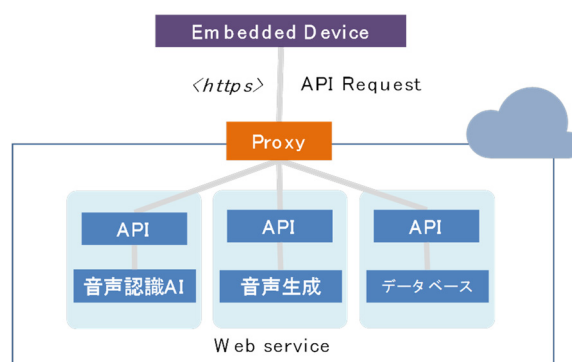 Embedded Device
<https>
API Request
Proxy
API
API
API
音声認識AI
音声生成
データベース
Web service